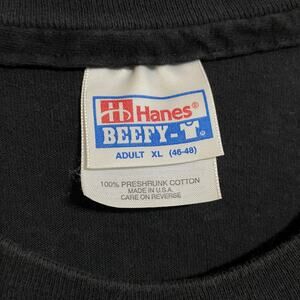 Hanes®
BEEFY-T®
ADULT XL (46-48)
100% PRESHRUNK COTTON
MADE IN U.S.A.
CARE ON REVERSE